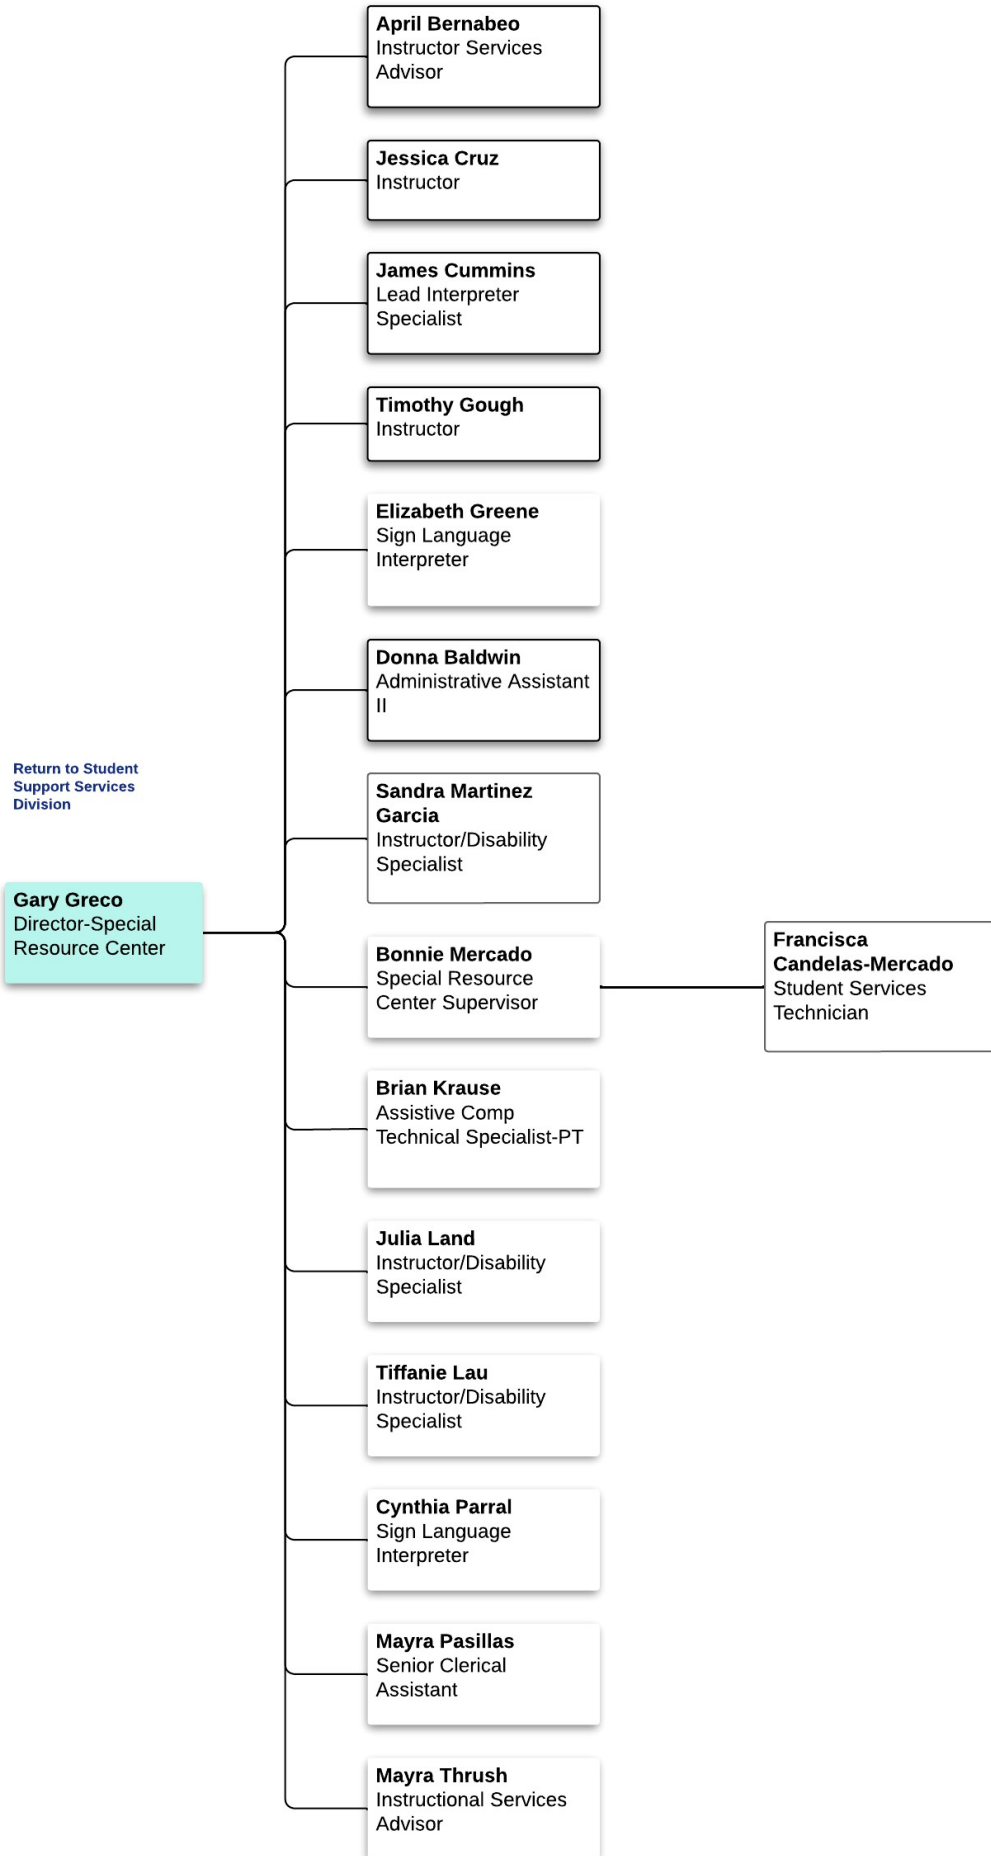 April Bernabeo
Instructor Services
Advisor
Jessica Cruz
Instructor
James Cummins
Lead Interpreter
Specialist
Timothy Gough
Instructor
Elizabeth Greene
Sign Language
Interpreter
Donna Baldwin
Administrative Assistant
II
Return to Student
Support Services
Division
Sandra Martinez
Garcia
Instructor/Disability
Specialist
Gary Greco
Director-Special
Resource Center
Bonnie Mercado
Special Resource
Center Supervisor
Francisca
Candelas-Mercado
Student Services
Technician
Brian Krause
Assistive Comp
Technical Specialist-PT
Julia Land
Instructor/Disability
Specialist
Tiffanie Lau
Instructor/Disability
Specialist
Cynthia Parral
Sign Language
Interpreter
Mayra Pasillas
Senior Clerical
Assistant
Mayra Thrush
Instructional Services
Advisor